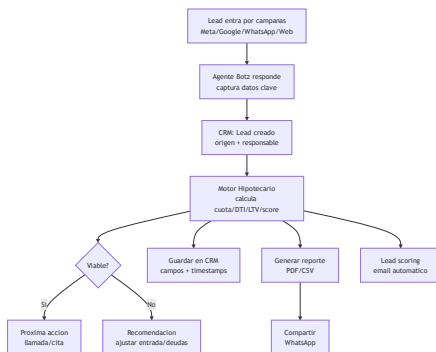 Lead entra por campanas
Meta/Google/WhatsApp/Web
Agente Botz responde
captura datos clave
CRM: Lead creado
origen + responsable
Motor Hipotecario
calcula
cuota/DTI/LTV/score
Viable?
Guardar en CRM
campos + timestamps
Generar reporte
PDF/CSV
Lead scoring
email automatico
Si
No
Proxima accion
llamada/cita
Recomendacion
ajustar entrada/deudas
Compartir
WhatsApp